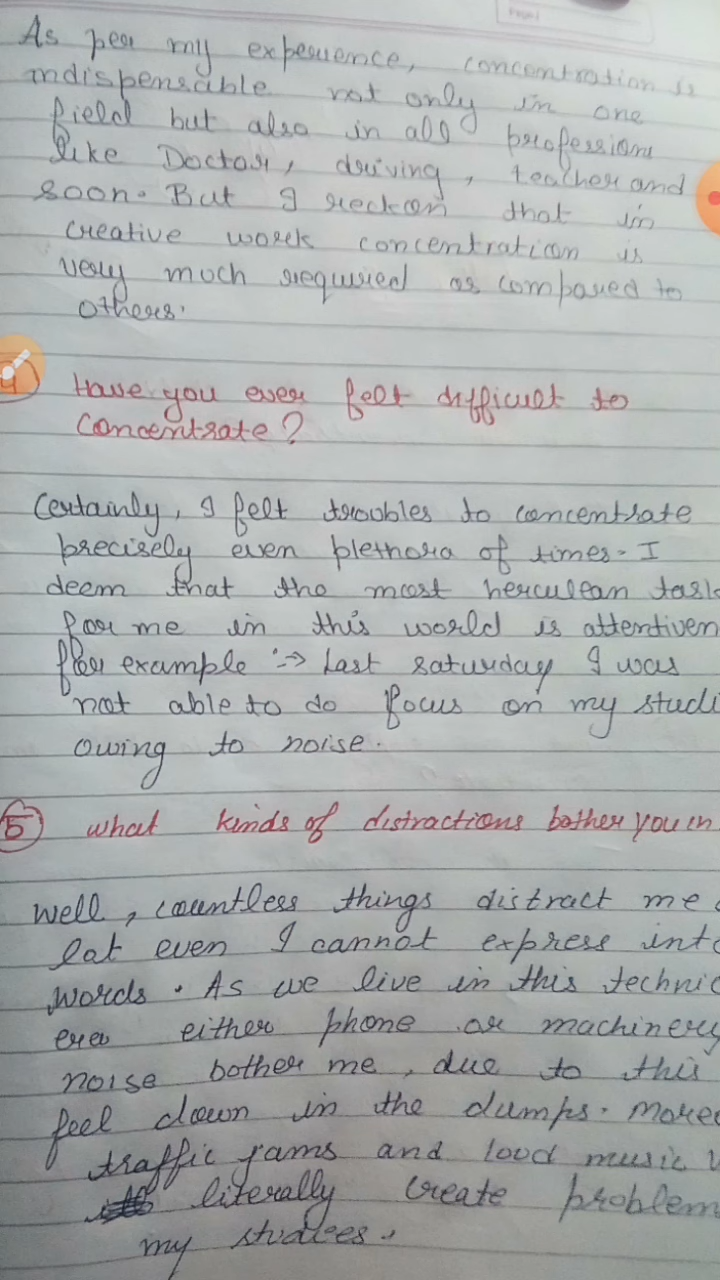 Page
As per my experience, concentration is
indispensable not only in one
field but also in all professions
like Doctor, driving, teacher and
soon. But I reckon that in
creative work concentration is
very much required as compared to
others.
4 Have you ever felt difficult to
concentrate?
Certainly, I felt troubles to concentrate
precisely even plethora of times. I
deem that the most herculean task
for me in this world is attentiven
for example :-> Last saturday I was
not able to do focus on my studi
owing to noise.
5 what kinds of distractions bother you in
Well, countless things distract me
lat even I cannot express into
words. As we live in this technic
era either phone or machinery
noise bother me, due to this
feel down in the dumps. More
traffic jams and loud music
literally create problem
my studees.